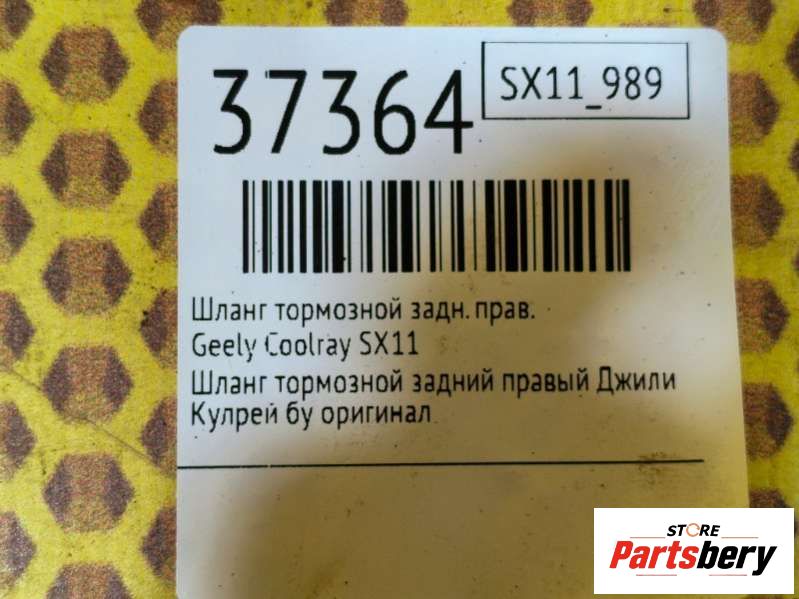 37364
SX11_989
Шланг тормозной задн. прав.
Geely Coolray SX11
Шланг тормозной задний правый Джили
Кулрей бу оригинал
STORE
Partsbery